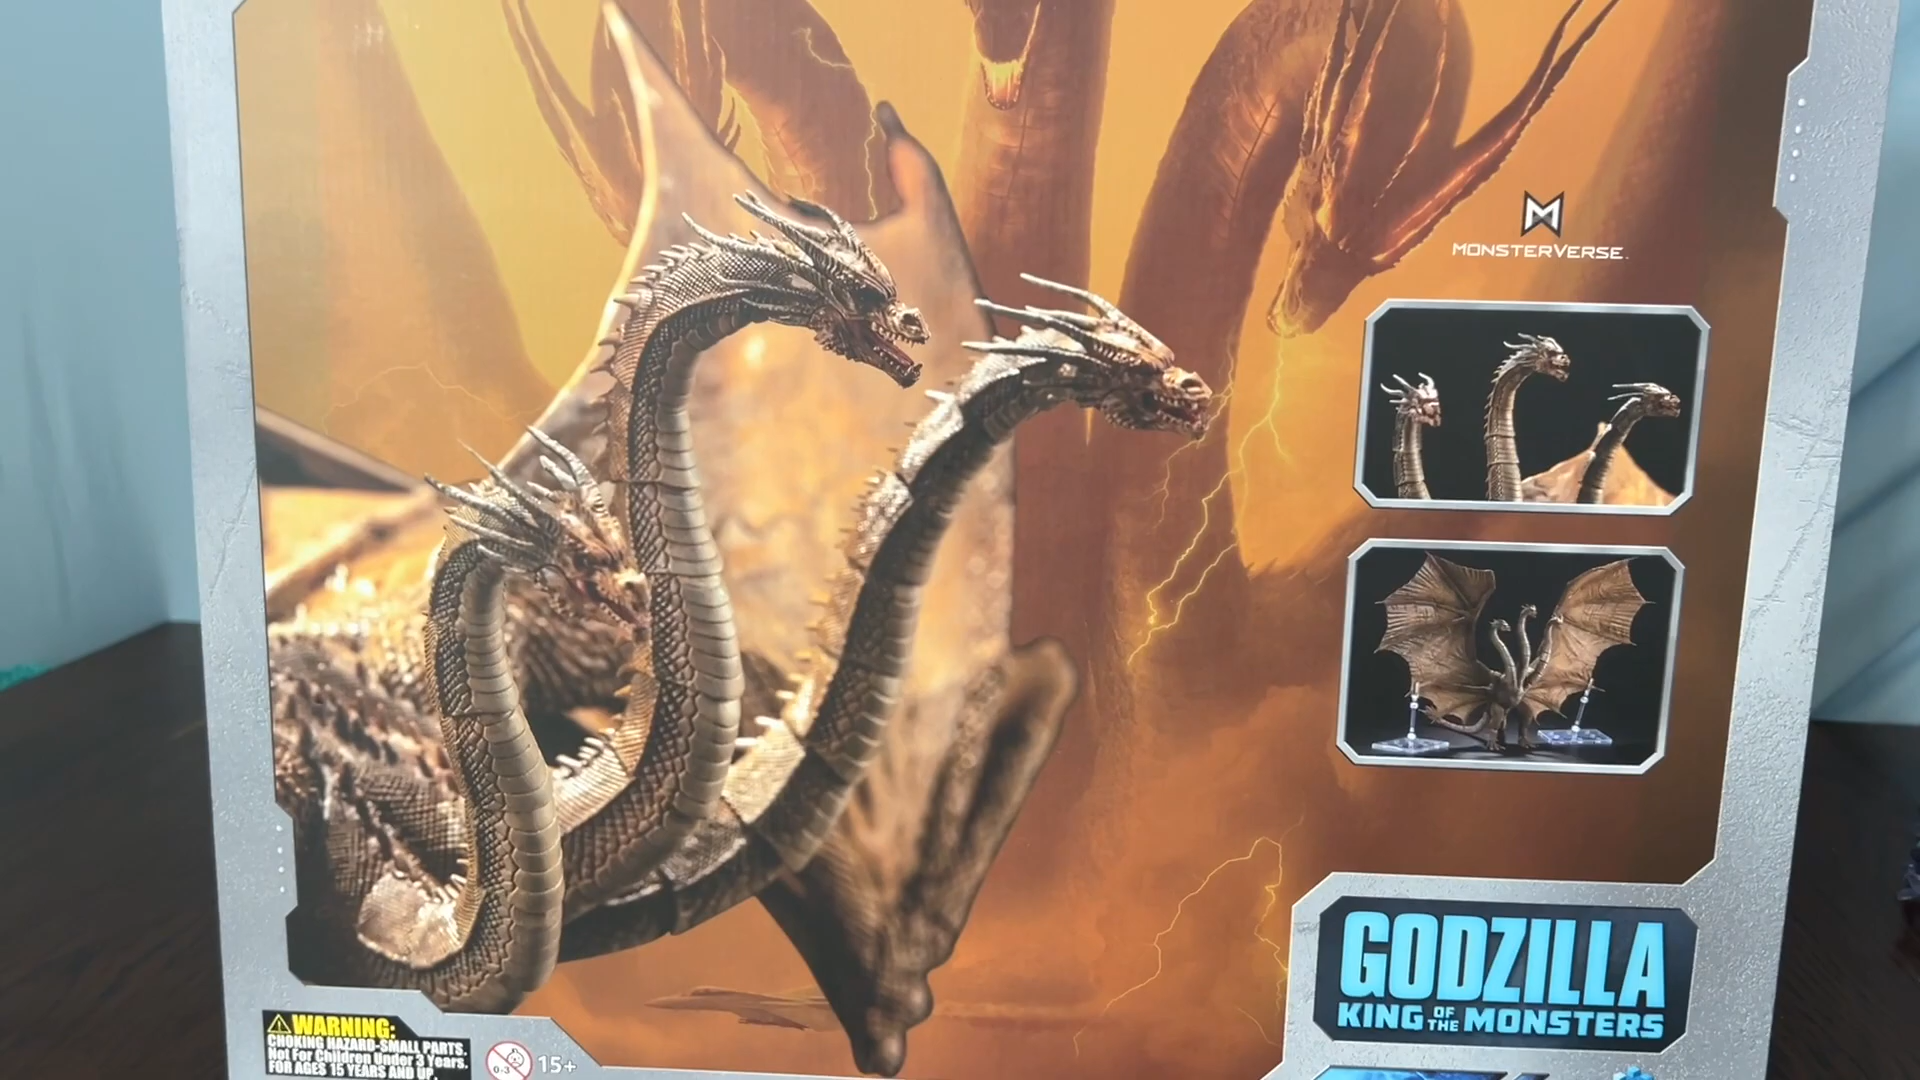 MONSTERVERSE
GODZILLA
KING OF THE MONSTERS
WARNING:
CHOKING HAZARD-SMALL PARTS.
Not For Children Under 3 Years.
FOR AGES 15 YEARS AND UP.
0-3
15+